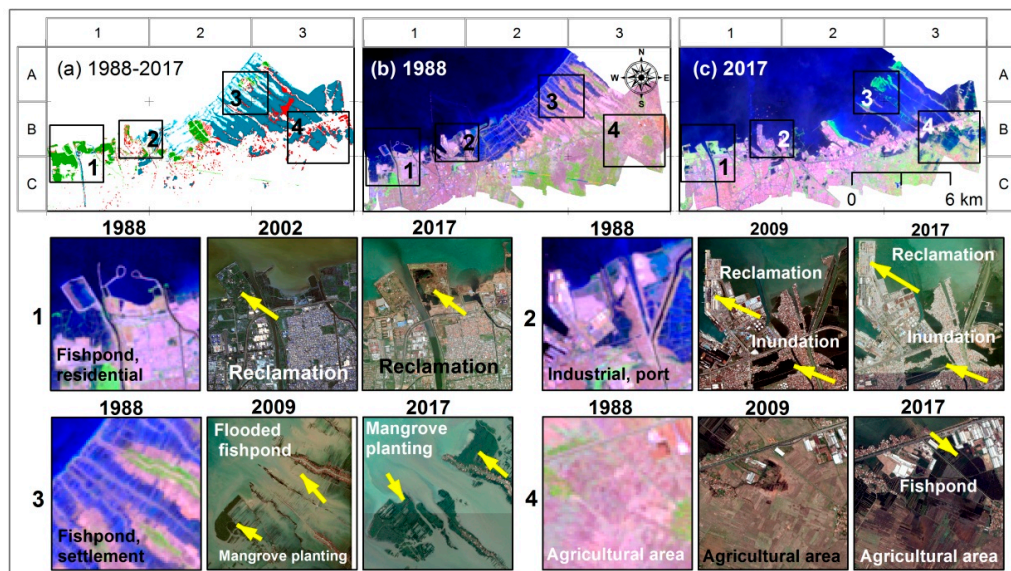 1 2 3 1 2 3 1 2 3
A A
B B
C C
(a) 1988-2017
1
2
3
4
(b) 1988
N
W E
S
1
2
3
4
(c) 2017
1
2
3
4
0 6 km
1
1988
Fishpond,
residential
2002
Reclamation
2017
Reclamation
2
1988
Industrial, port
2009
Reclamation
Inundation
2017
Reclamation
Inundation
3
1988
Fishpond,
settlement
2009
Flooded
fishpond
Mangrove planting
2017
Mangrove
planting
4
1988
Agricultural area
2009
Agricultural area
2017
Fishpond
Agricultural area